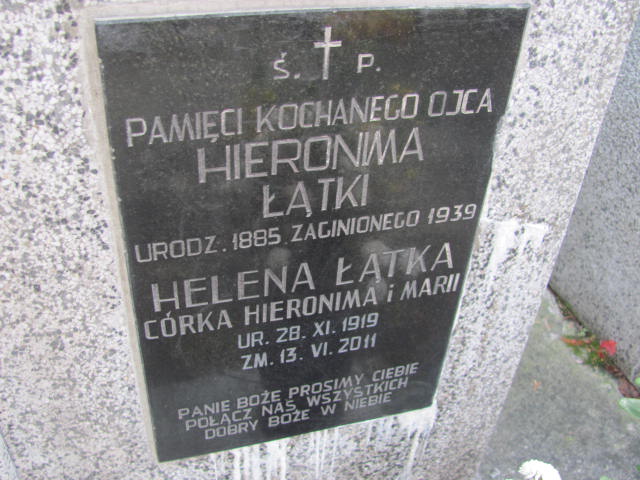 Ś. P.
PAMIĘCI KOCHANEGO OJCA
HIERONIMA
ŁĄTKI
URODZ. 1885. ZAGINIONEGO 1939
HELENA ŁĄTKA
CÓRKA HIERONIMA i MARII
UR. 28. XI. 1919
ZM. 13. VI. 2011
PANIE BOŻE PROSIMY CIEBIE
POŁĄCZ NAS WSZYSTKICH
DOBRY BOŻE W NIEBIE